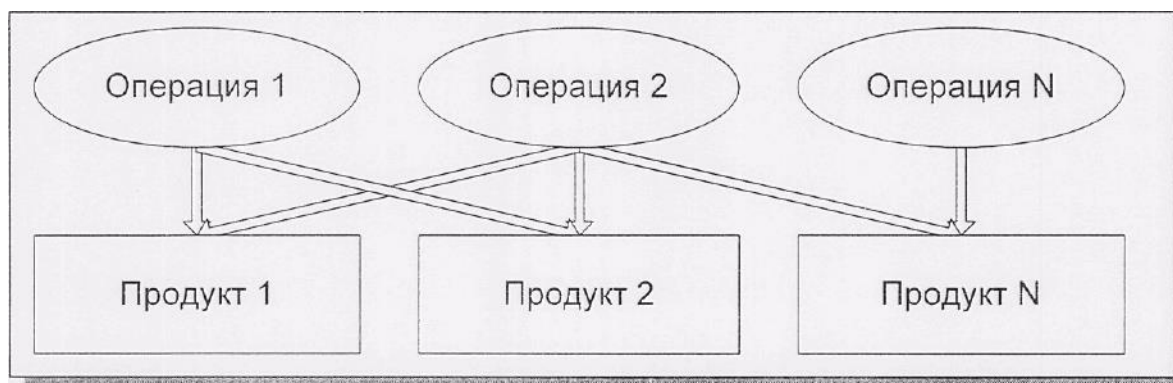 Операция 1
Операция 2
Операция N
Продукт 1
Продукт 2
Продукт N